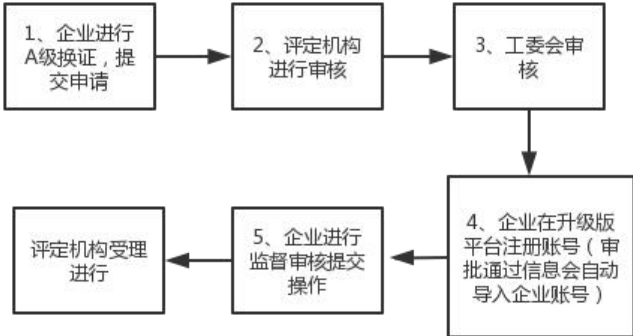 1、企业进行
A级换证，提
交申请
2、评定机构
进行审核
3、工委会审
核
4、企业在升级版
平台注册账号（审
批通过信息会自动
导入企业账号）
5、企业进行
监督审核提交
操作
评定机构受理
进行